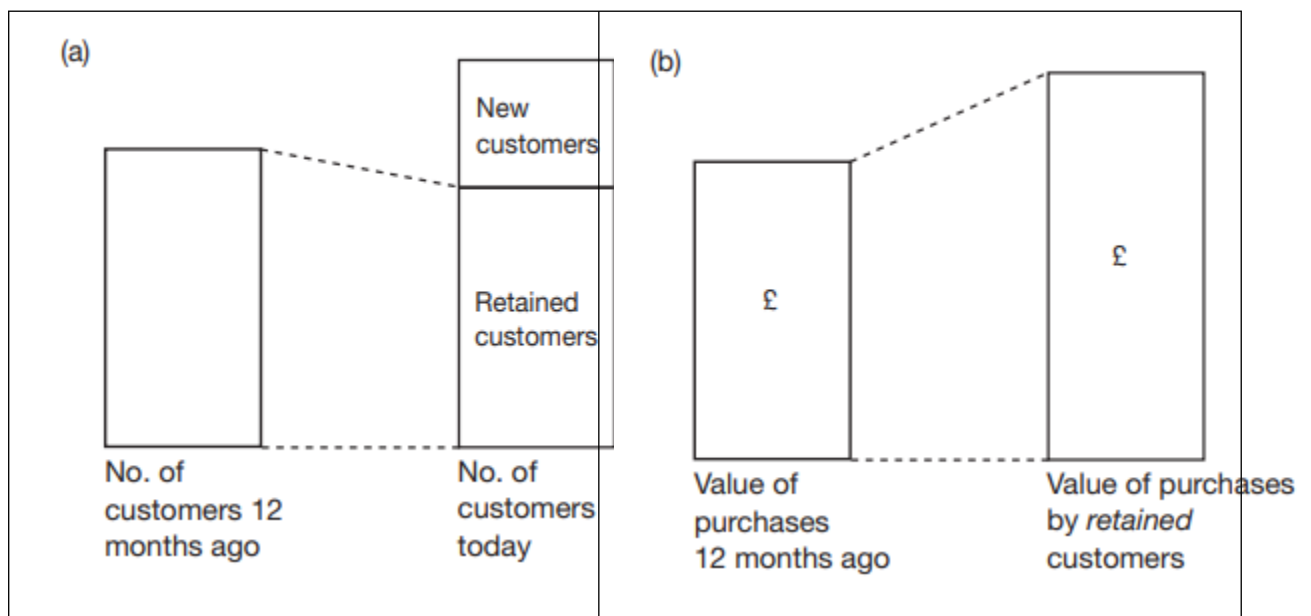 (a)
New
customers
Retained
customers
No. of
customers 12
months ago
No. of
customers
today
(b)
£
£
Value of
purchases
12 months ago
Value of purchases
by retained
customers